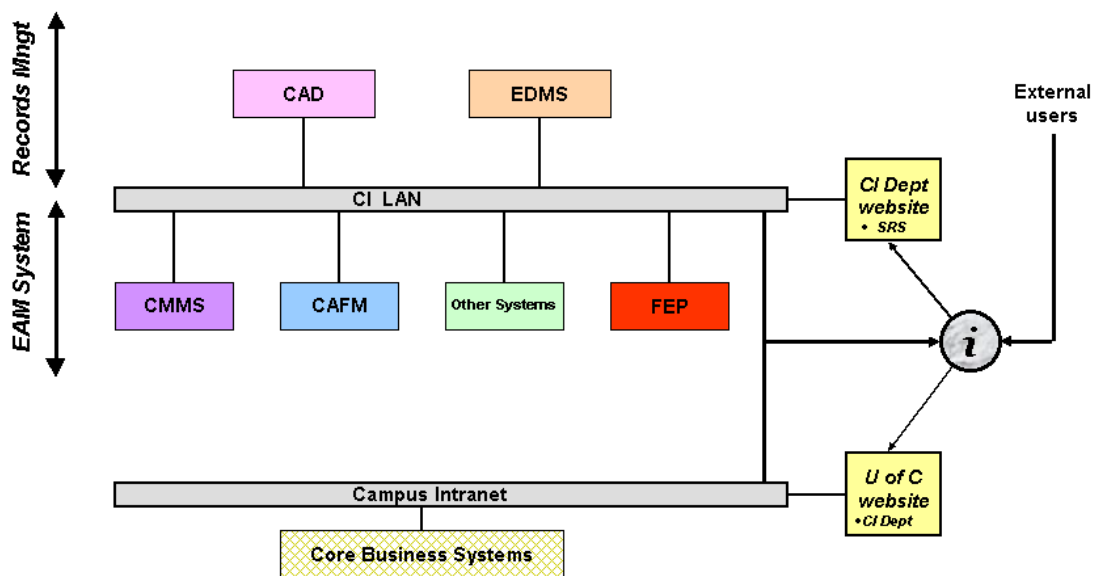 Records Mngt
CAD
EDMS
External
users
CI LAN
CI Dept
website
• SRS
EAM System
CMMS
CAFM
Other Systems
FEP
i
Campus Intranet
U of C
website
•CI Dept
Core Business Systems